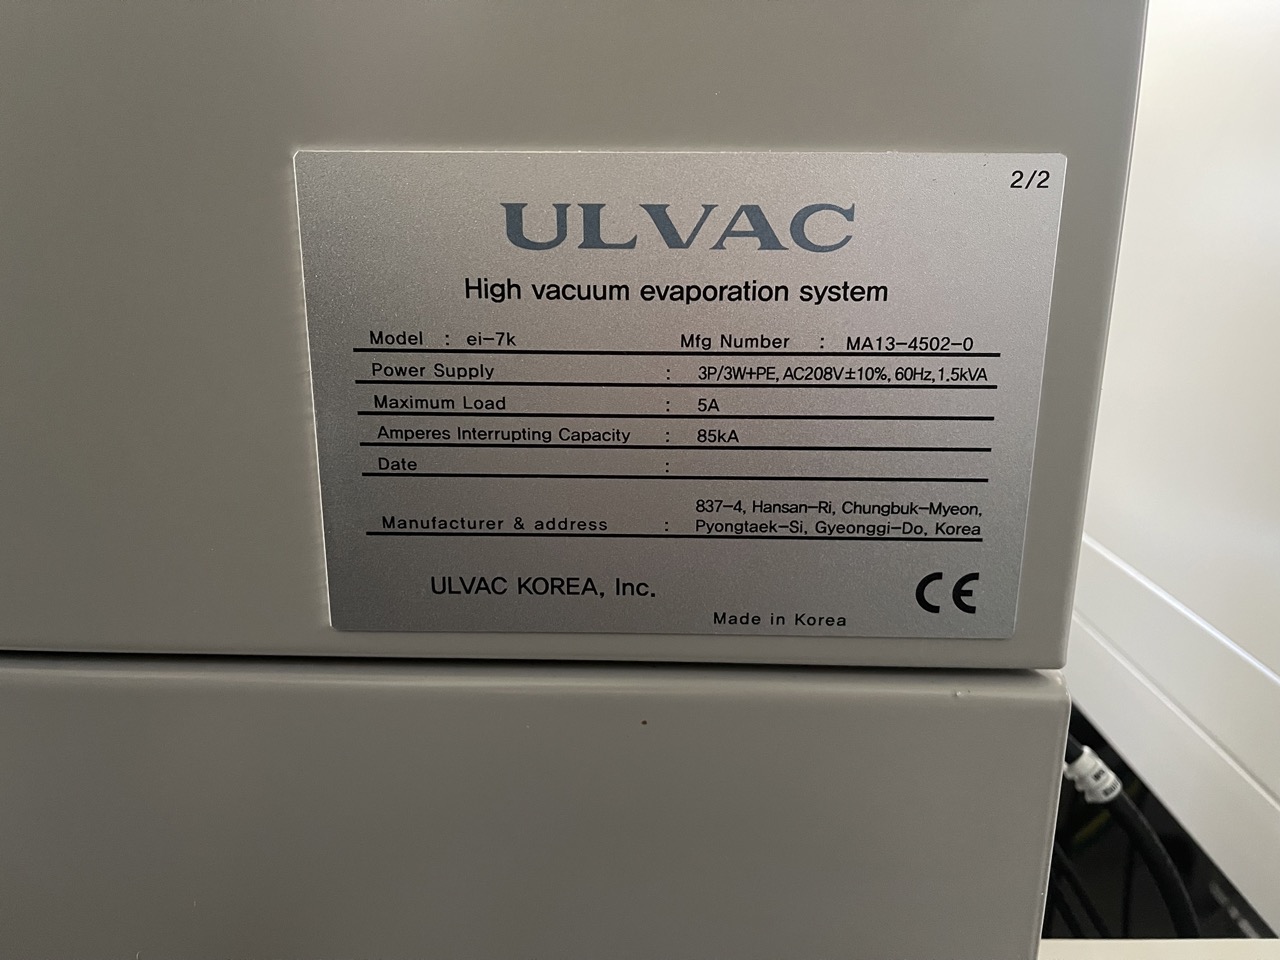 2/2
ULVAC
High vacuum evaporation system
Model : ei-7k Mfg Number : MA13-4502-0
Power Supply : 3P/3W+PE, AC208V±10%, 60Hz, 1.5kVA
Maximum Load : 5A
Amperes Interrupting Capacity : 85kA
Date :
837-4, Hansan-Ri, Chungbuk-Myeon,
Manufacturer & address : Pyongtaek-Si, Gyeonggi-Do, Korea
ULVAC KOREA, Inc. CE
Made in Korea